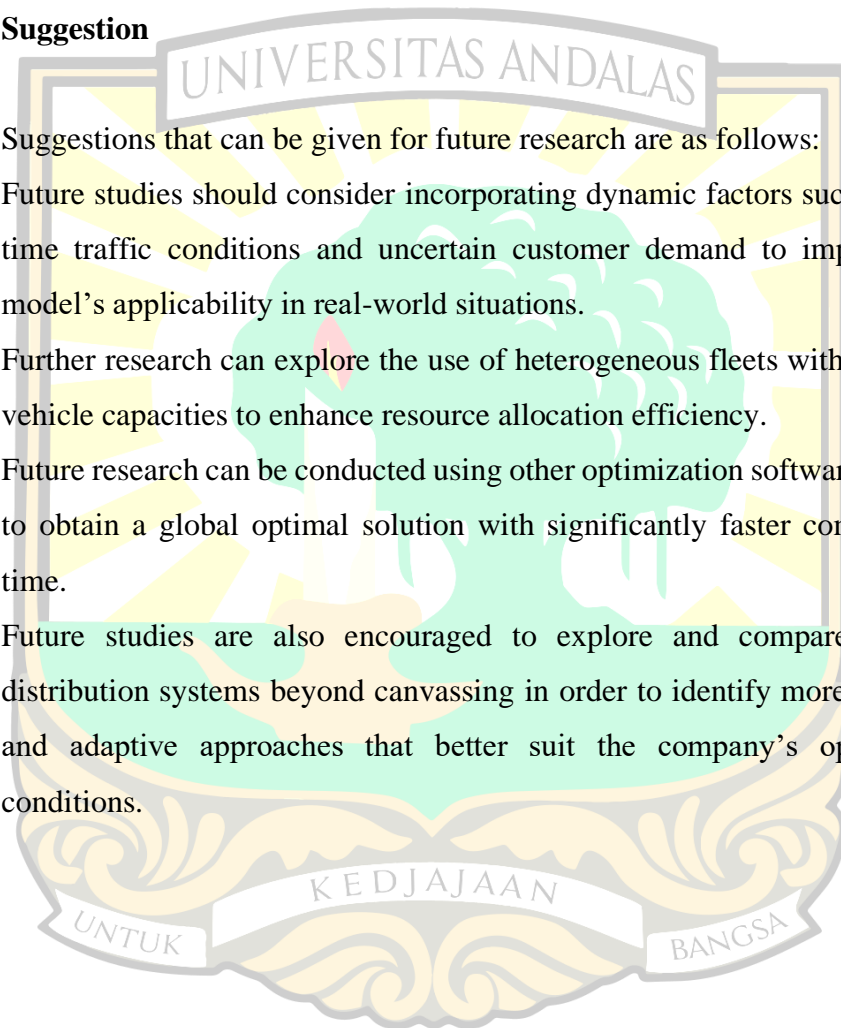 Suggestion
UNIVERSITAS ANDALAS
Suggestions that can be given for future research are as follows:
Future studies should consider incorporating dynamic factors suc
time traffic conditions and uncertain customer demand to imp
model’s applicability in real-world situations.
Further research can explore the use of heterogeneous fleets with
vehicle capacities to enhance resource allocation efficiency.
Future research can be conducted using other optimization softwar
to obtain a global optimal solution with significantly faster co
time.
Future studies are also encouraged to explore and compare
distribution systems beyond canvassing in order to identify more
and adaptive approaches that better suit the company’s op
conditions.
UNTUK KEDJAJAAN BANGSA